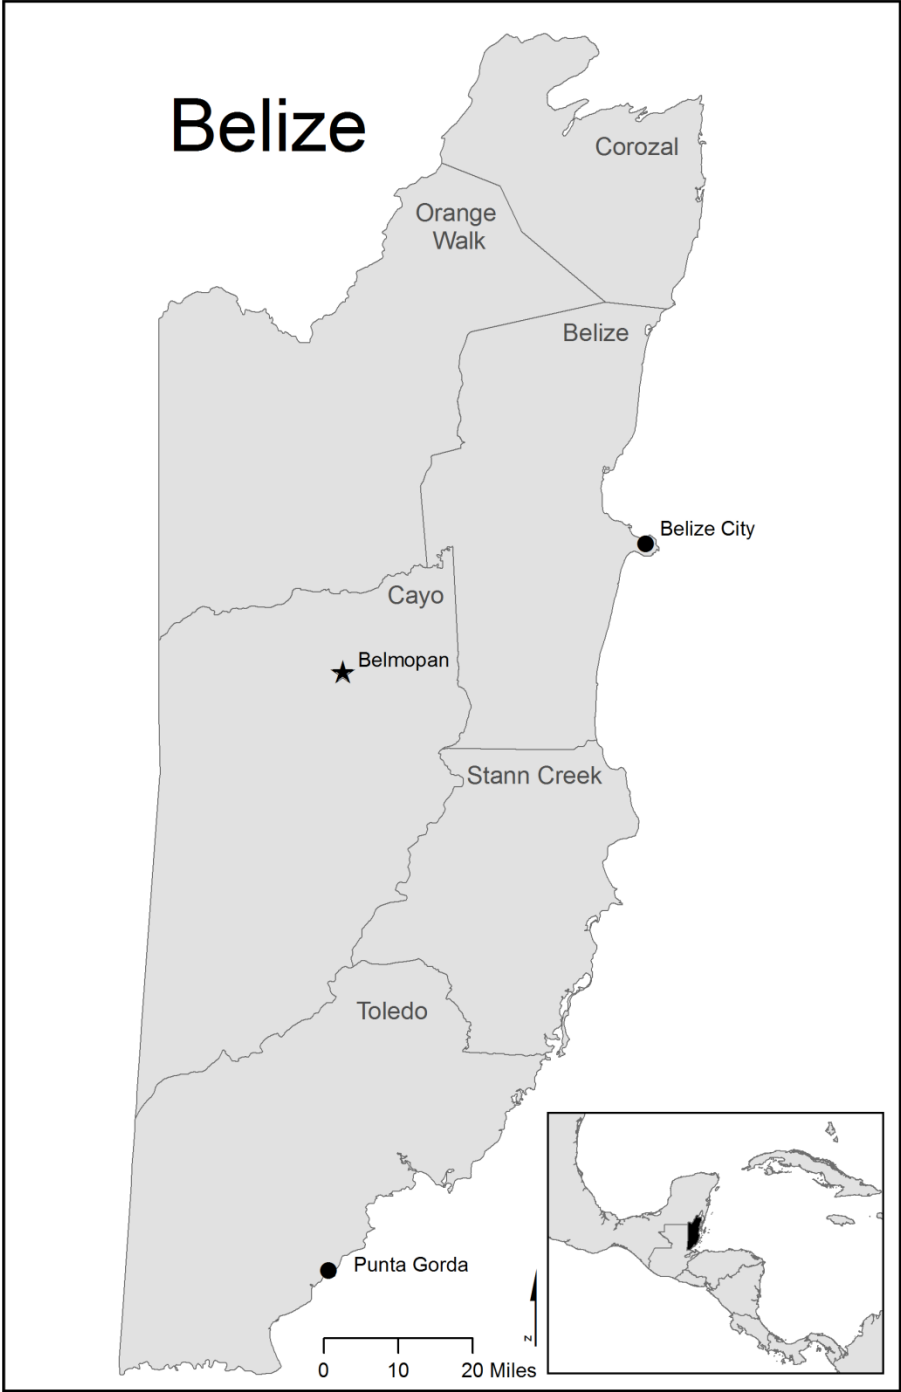 Belize
Corozal
Orange
Walk
Belize
Belize City
Cayo
Belmopan
Stann Creek
Toledo
Punta Gorda
N
0 10 20 Miles